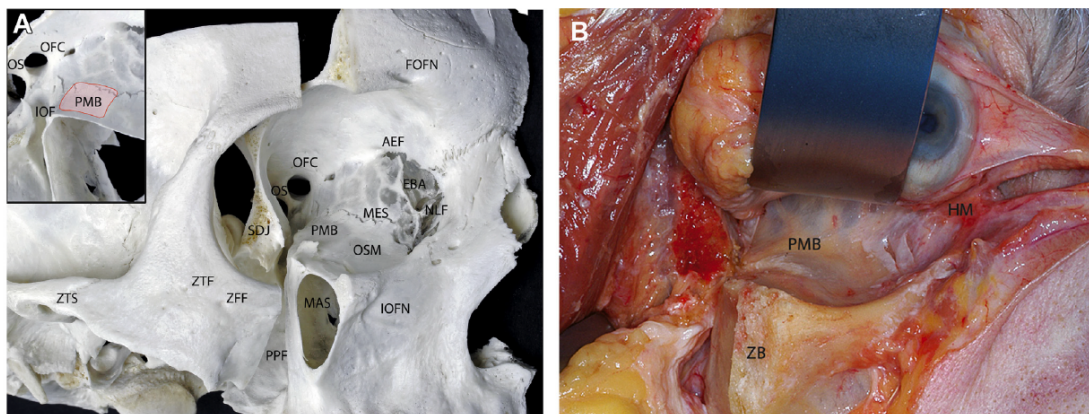 A
OFC
OS
IOF
PMB
FOFN
AEF
OFC
EBA
OS
NLF
MES
SDJ
PMB
OSM
ZTF
ZFF
ZTS
MAS
IOFN
PPF
B
HM
PMB
ZB